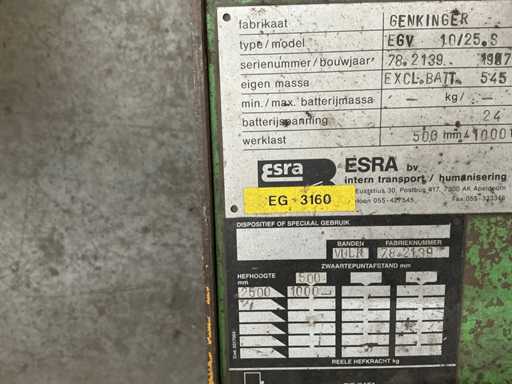 fabrikaat GENKINGER
type/model EGV 10/25.S
serienummer/bouwjaar 78.2139 1987
eigen massa EXCL.BATT. 545
min./max. batterijmassa – kg/ –
batterijspanning 24
werklast 500 mm 1000
Esra ESRA bv
intern transport / humanisering
30, Postbus 417, 7300 AK Apeldoorn
EG - 3160
DISPOSITIEF OF SPECIAAL GEBRUIK
BANDEN FABRIEKNUMMER
VULK 78.2139
ZWAARTEPUNTAFSTAND mm
HEFHOOGTE 500
mm
2500 1000
REELE HEFKRACHT kg